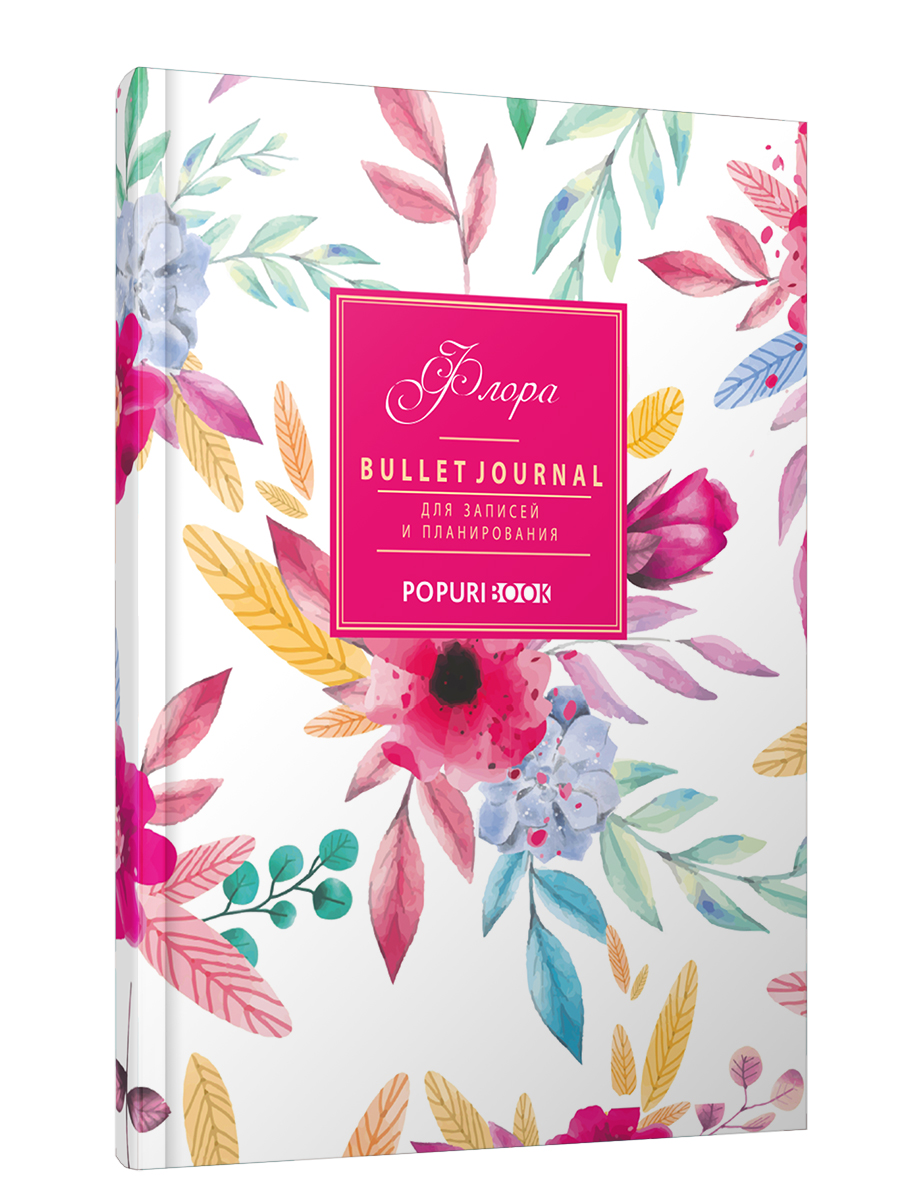 Флора
BULLET JOURNAL
ДЛЯ ЗАПИСЕЙ
И ПЛАНИРОВАНИЯ
POPURI BOOK